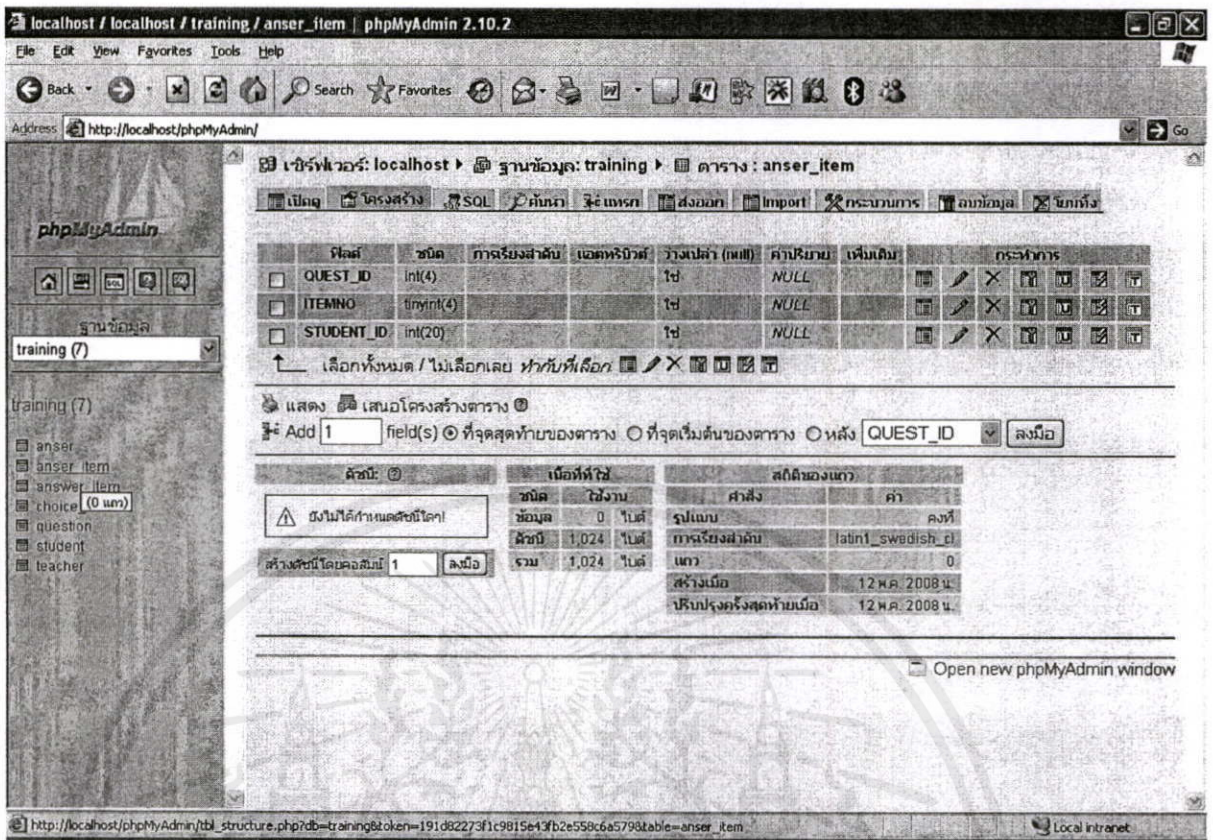 localhost / localhost / training / anser_item | phpMyAdmin 2.10.2
File Edit View Favorites Tools Help
Back Search Favorites
Address http://localhost/phpMyAdmin/ Go
phpMyAdmin
ฐานข้อมูล
training (7)
training (7)
anser
anser_item
answer_item
choice (0 แถว)
question
student
teacher
เซิร์ฟเวอร์: localhost ▸ ฐานข้อมูล: training ▸ ตาราง : anser_item
เปิดดู โครงสร้าง SQL ค้นหา แทรก ส่งออก Import กระบวนการ ลบข้อมูล โยนทิ้ง
ฟิลด์ ชนิด การเรียงลำดับ แอตทริบิวต์ ว่างเปล่า (null) ค่าปริยาย เพิ่มเติม กระทำการ
QUEST_ID int(4) ใช่ NULL
ITEMNO tinyint(4) ใช่ NULL
STUDENT_ID int(20) ใช่ NULL
เลือกทั้งหมด / ไม่เลือกเลย ทำกับที่เลือก:
แสดง เสนอโครงสร้างตาราง
Add 1 field(s) ที่จุดสุดท้ายของตาราง ที่จุดเริ่มต้นของตาราง หลัง QUEST_ID ลงมือ
ดัชนี:
ยังไม่ได้กำหนดดัชนีใดๆ!
สร้างดัชนีโดยคอลัมน์ 1 ลงมือ
เนื้อที่ที่ใช้
ชนิด ใช้งาน
ข้อมูล 0 ไบต์
ดัชนี 1,024 ไบต์
รวม 1,024 ไบต์
สถิติของแถว
คำสั่ง ค่า
รูปแบบ คงที่
การเรียงลำดับ latin1_swedish_ci
แถว 0
สร้างเมื่อ 12 พ.ค. 2008 น.
ปรับปรุงครั้งสุดท้ายเมื่อ 12 พ.ค. 2008 น.
Open new phpMyAdmin window
http://localhost/phpMyAdmin/tbl_structure.php?db=training&token=191d82273f1c9815e43fb2e558c6a579&table=anser_item Local intranet